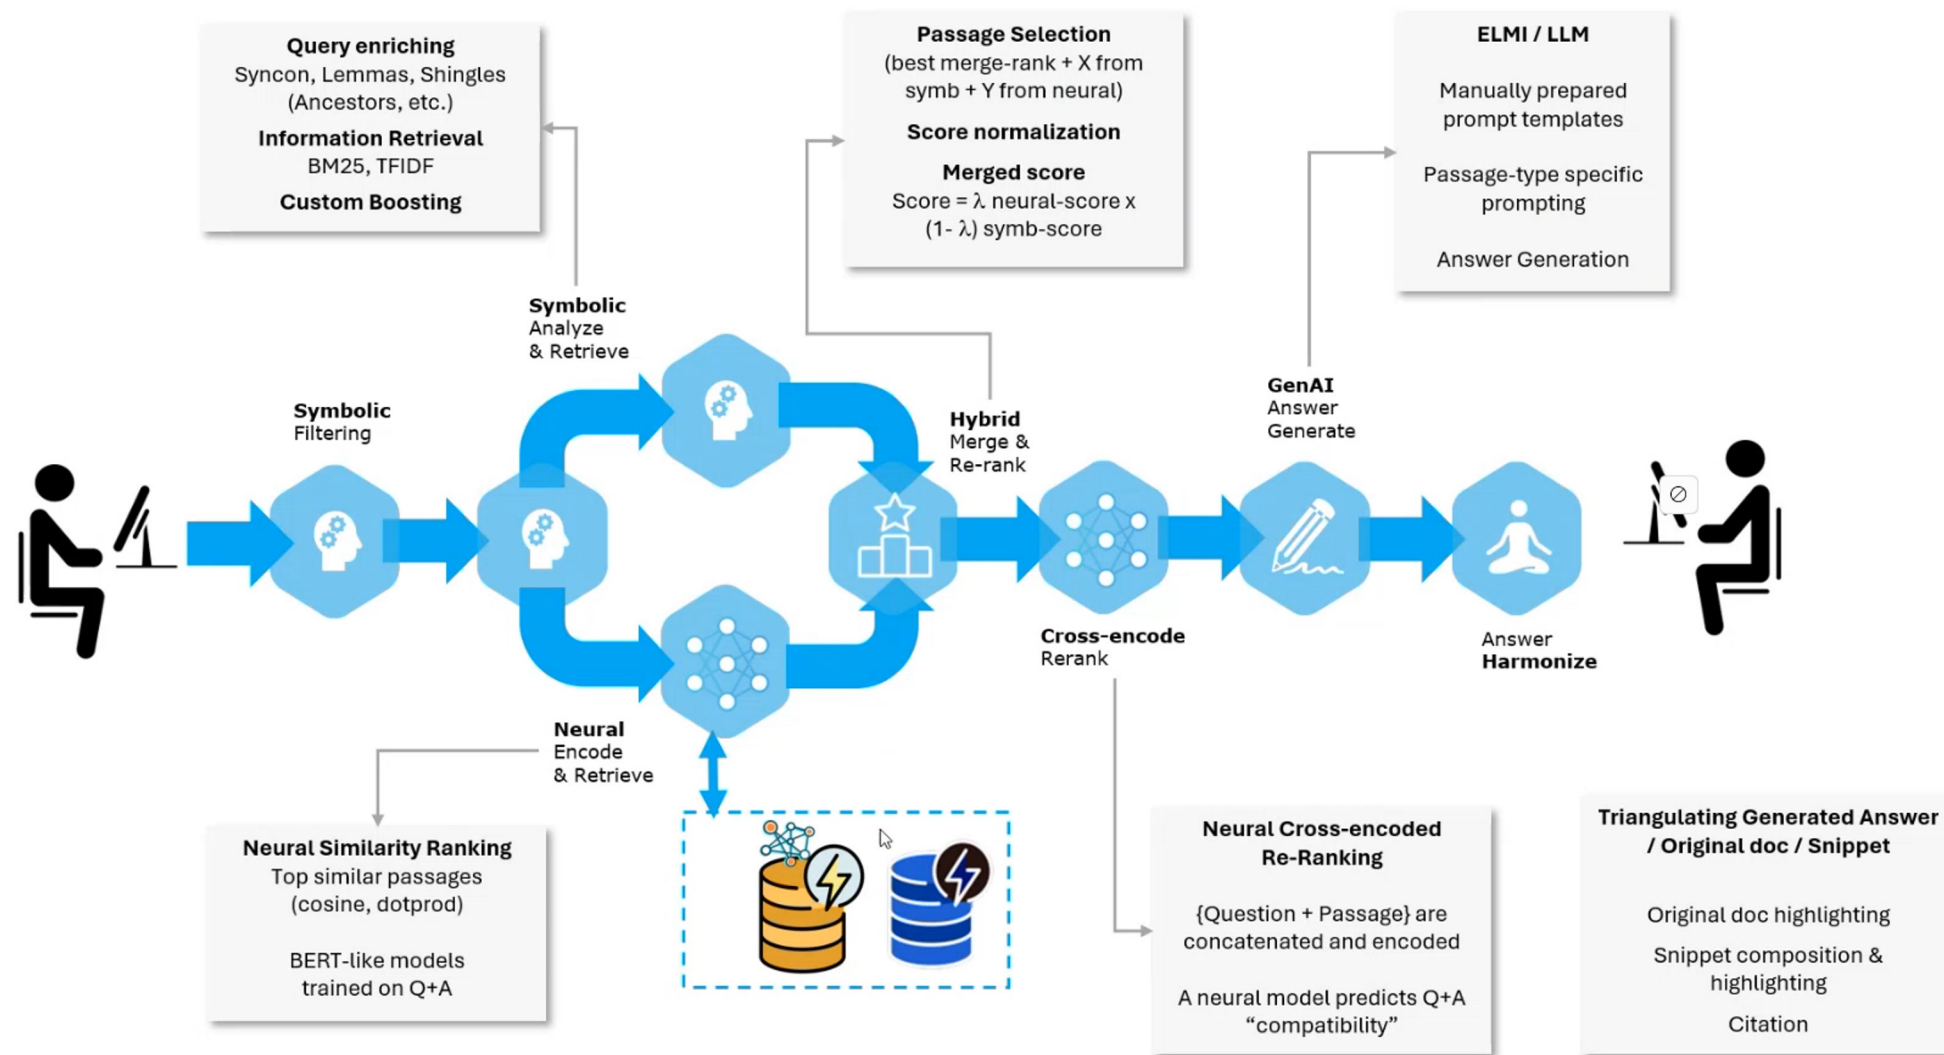 Query enriching
Syncon, Lemmas, Shingles
(Ancestors, etc.)
Information Retrieval
BM25, TFIDF
Custom Boosting
Passage Selection
(best merge-rank + X from
symb + Y from neural)
Score normalization
Merged score
Score = λ neural-score x
(1- λ) symb-score
ELMI / LLM
Manually prepared
prompt templates
Passage-type specific
prompting
Answer Generation
Symbolic
Filtering
Symbolic
Analyze
& Retrieve
Hybrid
Merge &
Re-rank
GenAI
Answer
Generate
Neural
Encode
& Retrieve
Cross-encode
Rerank
Answer
Harmonize
Neural Similarity Ranking
Top similar passages
(cosine, dotprod)
BERT-like models
trained on Q+A
Neural Cross-encoded
Re-Ranking
{Question + Passage} are
concatenated and encoded
A neural model predicts Q+A
“compatibility”
Triangulating Generated Answer
/ Original doc / Snippet
Original doc highlighting
Snippet composition &
highlighting
Citation